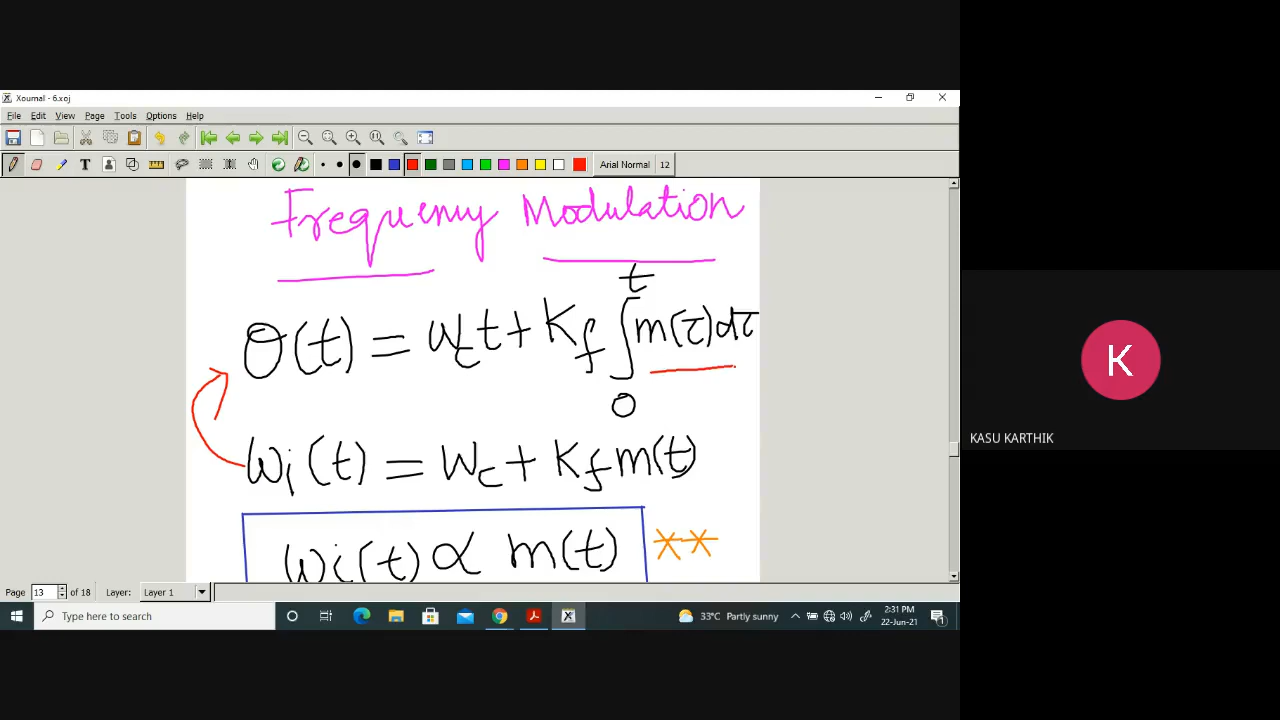 Xournal - 6.xoj
File Edit View Page Tools Options Help
Arial Normal 12
Frequency Modulation
θ(t) = ωct + Kf ∫0t m(τ)dτ
ωi(t) = ωc + Kf m(t)
ωi(t) ∝ m(t) **
K
KASU KARTHIK
Page 13 of 18 Layer: Layer 1
Type here to search
33°C Partly sunny
2:31 PM
22-Jun-21
1